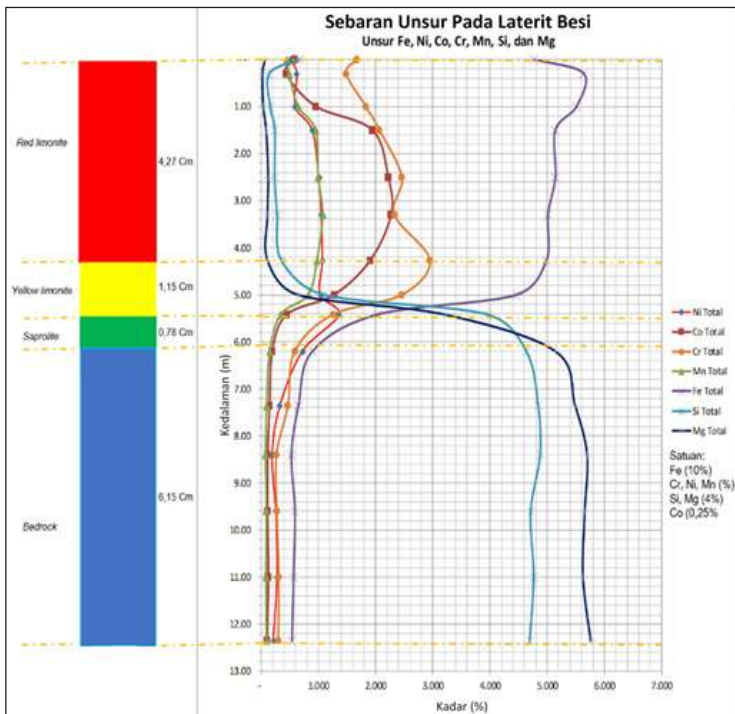 Sebaran Unsur Pada Laterit Besi
Unsur Fe, Ni, Co, Cr, Mn, Si, dan Mg
Red limonite
4,27 Cm
Yellow limonite
1,15 Cm
Saprolite
0,78 Cm
Bedrock
6,15 Cm
Kedalaman (m)
-
1.00
2.00
3.00
4.00
5.00
6.00
7.00
8.00
9.00
10.00
11.00
12.00
13.00
- 1.000 2.000 3.000 4.000 5.000 6.000 7.000
Kadar (%)
Ni Total
Co Total
Cr Total
Mn Total
Fe Total
Si Total
Mg Total
Satuan:
Fe (10%)
Cr, Ni, Mn (%)
Si, Mg (4%)
Co (0,25%